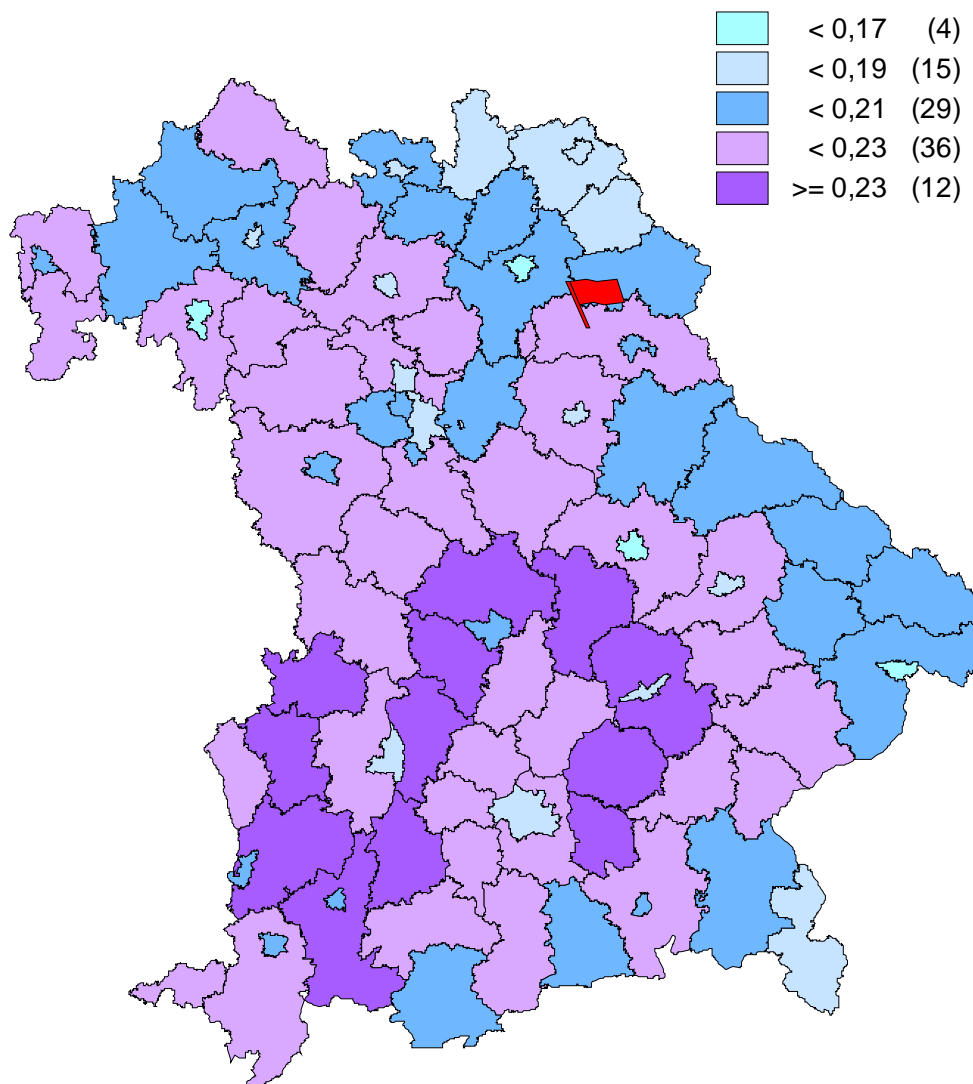 < 0,17 (4)
< 0,19 (15)
< 0,21 (29)
< 0,23 (36)
>= 0,23 (12)